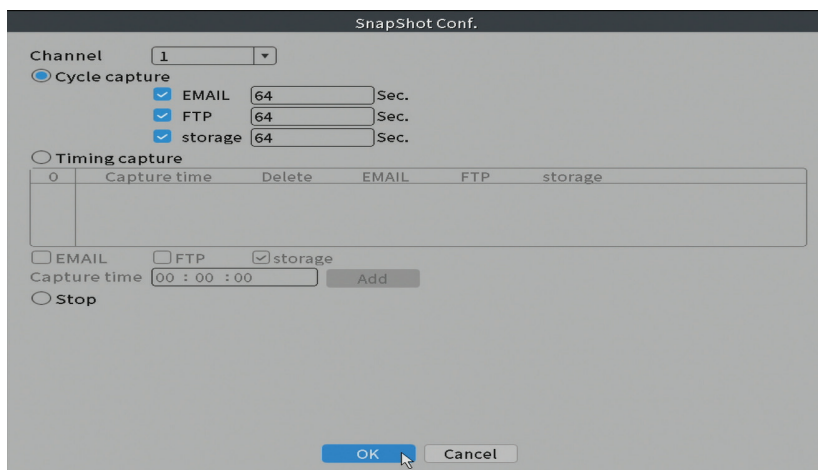 SnapShot Conf.
Channel 1
Cycle capture
EMAIL 64 Sec.
FTP 64 Sec.
storage 64 Sec.
Timing capture
0 Capture time Delete EMAIL FTP storage
EMAIL FTP storage
Capture time 00 : 00 : 00 Add
Stop
OK Cancel